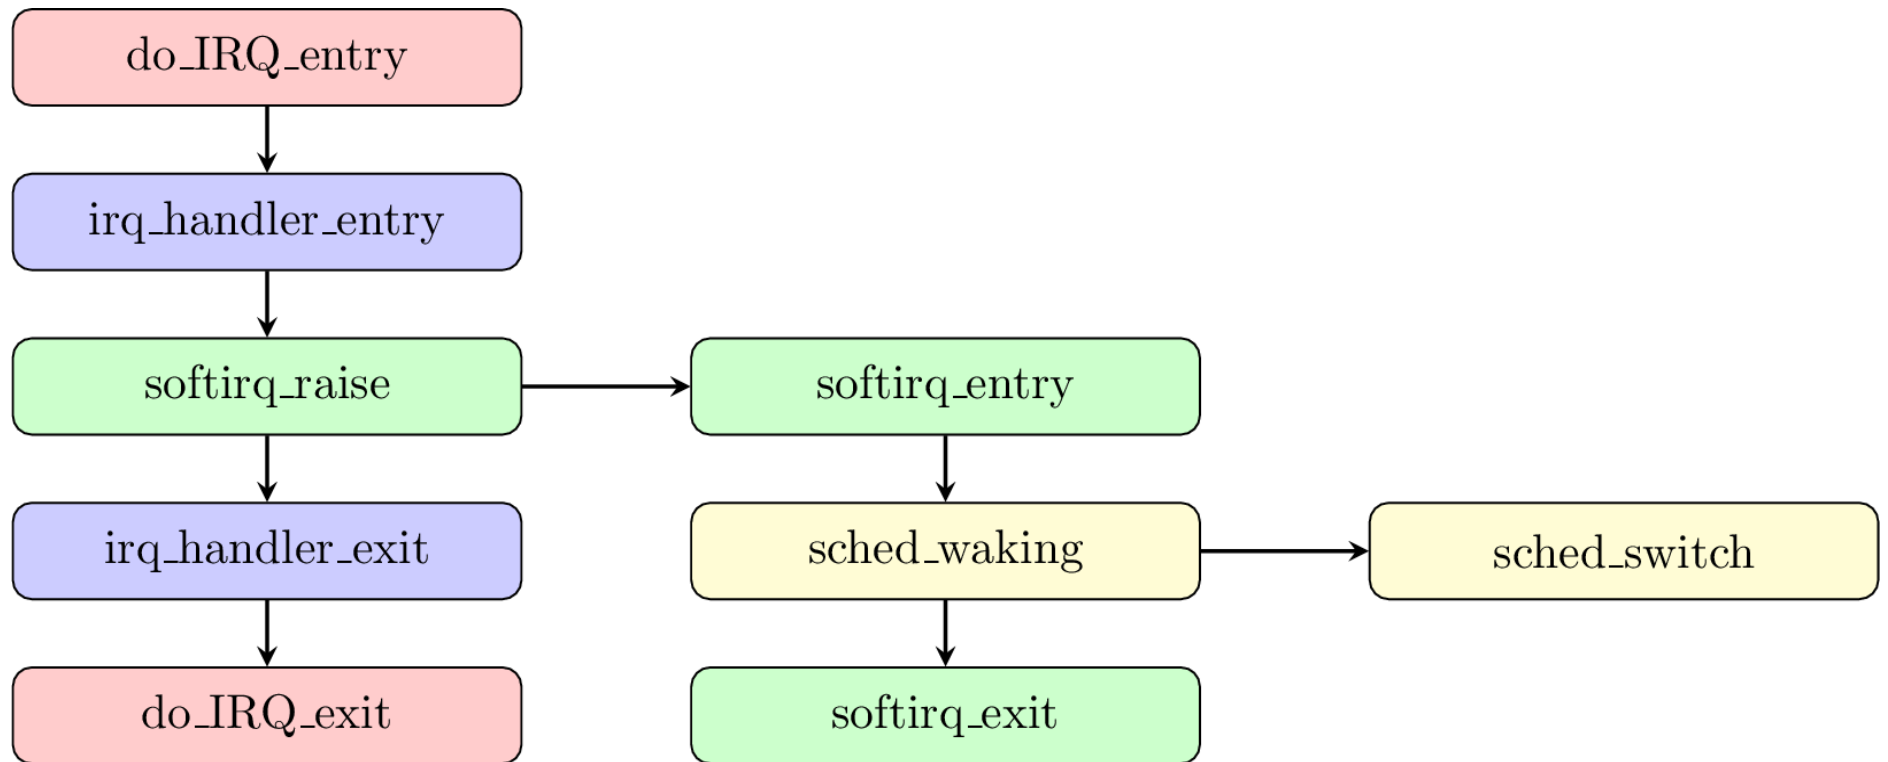 do_IRQ_entry
irq_handler_entry
softirq_raise
softirq_entry
irq_handler_exit
sched_waking
sched_switch
do_IRQ_exit
softirq_exit